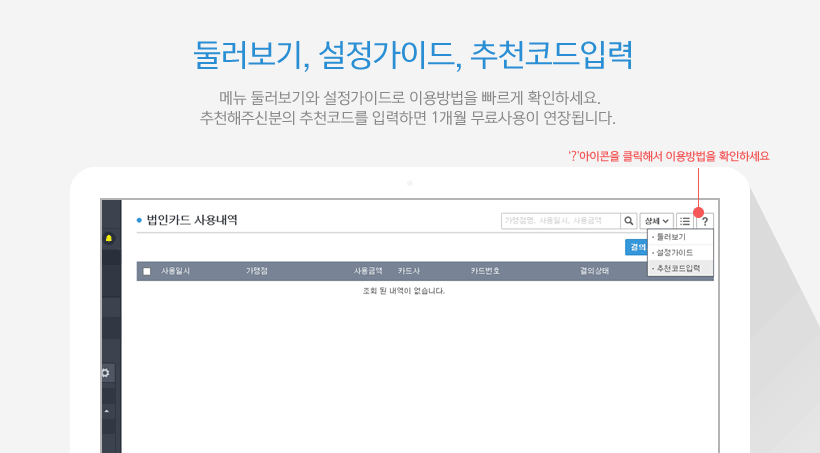 둘러보기, 설정가이드, 추천코드입력
메뉴 둘러보기와 설정가이드로 이용방법을 빠르게 확인하세요.
추천해주신분의 추천코드를 입력하면 1개월 무료사용이 연장됩니다.
'?'아이콘을 클릭해서 이용방법을 확인하세요
법인카드 사용내역
가맹점명, 사용일시, 사용금액
상세
?
· 둘러보기
결의
· 설정가이드
· 추천코드입력
사용일시 가맹점 사용금액 카드사 카드번호 결의상태
조회 된 내역이 없습니다.